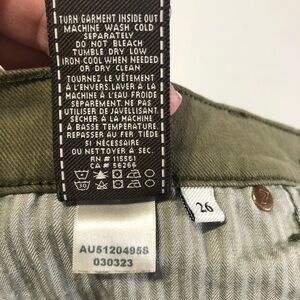 TURN GARMENT INSIDE OUT
MACHINE WASH COLD
SEPARATELY
DO NOT BLEACH
TUMBLE DRY LOW
IRON COOL WHEN NEEDED
OR DRY CLEAN
TOURNEZ LE VÊTEMENT
À L'ENVERS. LAVER À LA
MACHINE À L'EAU FROIDE
SÉPARÉMENT. NE PAS
UTILISER DE JAVELLISANT
SÉCHER À LA MACHINE
À BASSE TEMPÉRATURE.
REPASSER AU FER TIÈDE
SI NÉCESSAIRE
OU NETTOYER À SEC.
RN # 115561
CA # 56266
30
AU5120495S
030323
26